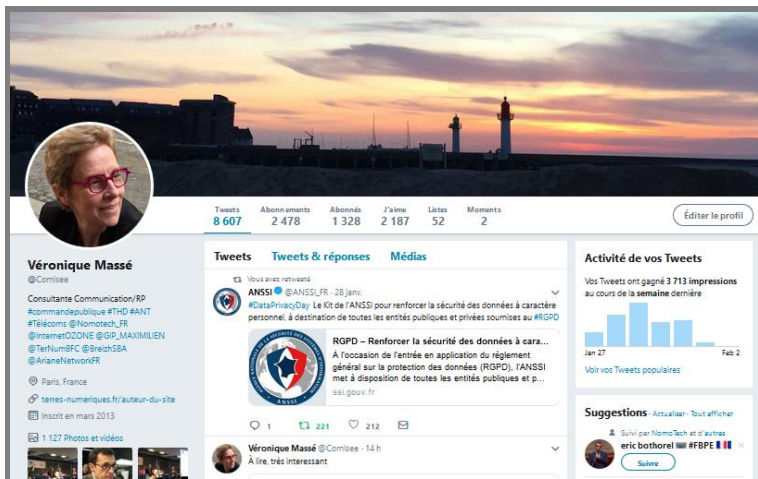 Tweets Abonnements Abonnés J'aime Listes Moments
8 607 2 478 1 328 2 187 52 2
Éditer le profil
Véronique Massé
@Comisee
Consultante Communication/RP
#commandepublique #THD #ANT
#Télécoms @Nomotech_FR
@InternetOZONE @GIP_MAXIMILIEN
@TerNumBFC @BreizhSBA
@ArianeNetworkFR
Paris, France
terres-numeriques.fr/auteur-du-site
Inscrit en mars 2013
1 127 Photos et vidéos
Tweets Tweets & réponses Médias
Vous avez retweeté
ANSSI @ANSSI_FR · 28 janv.
#DataPrivacyDay Le Kit de l'ANSSI pour renforcer la sécurité des données à caractère
personnel, à destination de toutes les entités publiques et privées soumises au #RGPD
RGPD – Renforcer la sécurité des données à cara...
À l'occasion de l'entrée en application du règlement
général sur la protection des données (RGPD), l'ANSSI
met à disposition de toutes les entités publiques et p...
ssi.gouv.fr
ANSSI
1 221 212
Véronique Massé @Comisee · 14 h
À lire, très interessant
Activité de vos Tweets
Vos Tweets ont gagné 3 713 impressions
au cours de la semaine dernière
Jan 27 Feb 2
Voir vos Tweets populaires
Suggestions · Actualiser · Tout afficher
Suivi par NomoTech et d'autres
eric bothorel #FBPE
Suivre